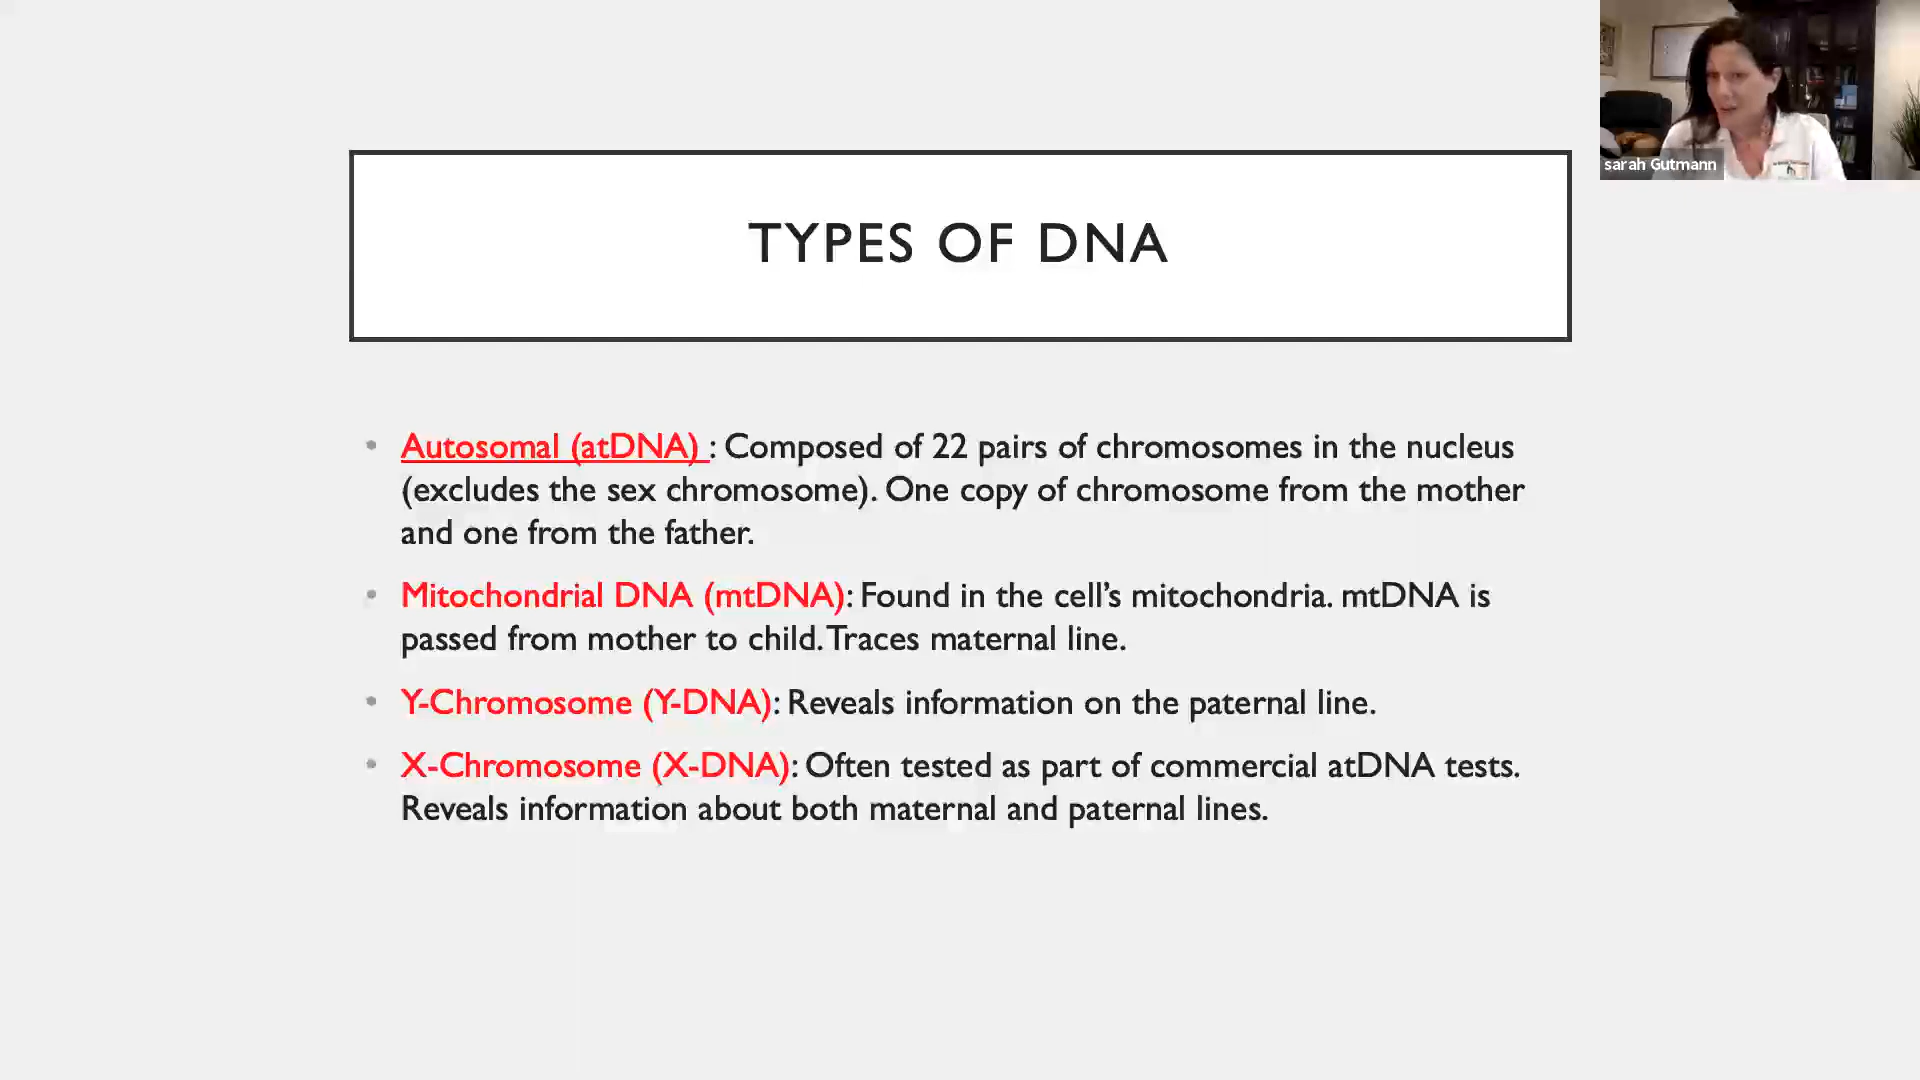 TYPES OF DNA
sarah Gutmann
• Autosomal (atDNA) : Composed of 22 pairs of chromosomes in the nucleus
(excludes the sex chromosome). One copy of chromosome from the mother
and one from the father.
• Mitochondrial DNA (mtDNA): Found in the cell’s mitochondria. mtDNA is
passed from mother to child. Traces maternal line.
• Y-Chromosome (Y-DNA): Reveals information on the paternal line.
• X-Chromosome (X-DNA): Often tested as part of commercial atDNA tests.
Reveals information about both maternal and paternal lines.